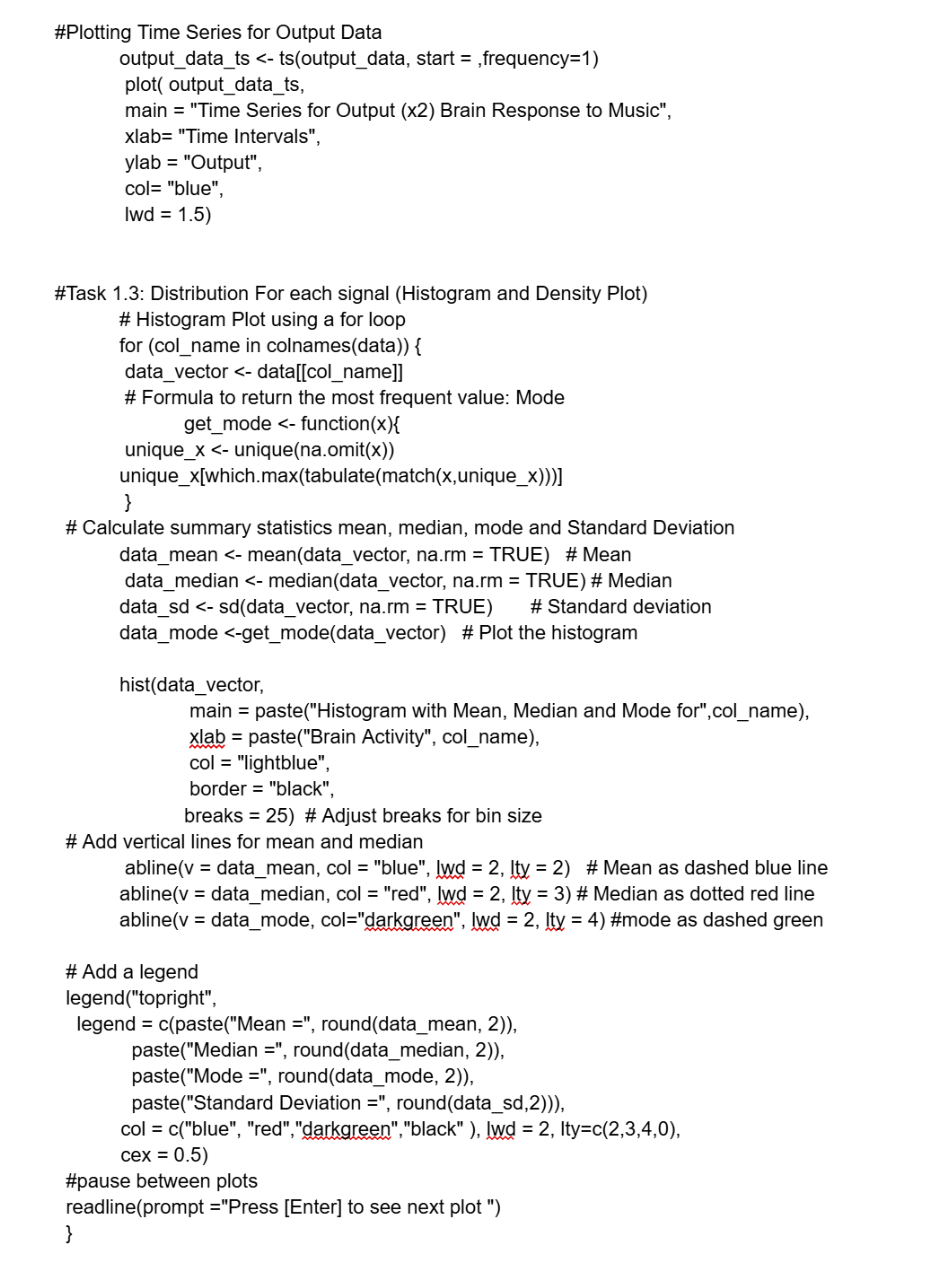 #Plotting Time Series for Output Data
output_data_ts <- ts(output_data, start = ,frequency=1)
plot( output_data_ts,
main = "Time Series for Output (x2) Brain Response to Music",
xlab= "Time Intervals",
ylab = "Output",
col= "blue",
lwd = 1.5)
#Task 1.3: Distribution For each signal (Histogram and Density Plot)
# Histogram Plot using a for loop
for (col_name in colnames(data)) {
data_vector <- data[[col_name]]
# Formula to return the most frequent value: Mode
get_mode <- function(x){
unique_x <- unique(na.omit(x))
unique_x[which.max(tabulate(match(x,unique_x)))]
}
# Calculate summary statistics mean, median, mode and Standard Deviation
data_mean <- mean(data_vector, na.rm = TRUE)   # Mean
data_median <- median(data_vector, na.rm = TRUE) # Median
data_sd <- sd(data_vector, na.rm = TRUE)       # Standard deviation
data_mode <-get_mode(data_vector)   # Plot the histogram
hist(data_vector,
main = paste("Histogram with Mean, Median and Mode for",col_name),
xlab = paste("Brain Activity", col_name),
col = "lightblue",
border = "black",
breaks = 25)  # Adjust breaks for bin size
# Add vertical lines for mean and median
abline(v = data_mean, col = "blue", lwd = 2, lty = 2)   # Mean as dashed blue line
abline(v = data_median, col = "red", lwd = 2, lty = 3) # Median as dotted red line
abline(v = data_mode, col="darkgreen", lwd = 2, lty = 4) #mode as dashed green
# Add a legend
legend("topright",
legend = c(paste("Mean =", round(data_mean, 2)),
paste("Median =", round(data_median, 2)),
paste("Mode =", round(data_mode, 2)),
paste("Standard Deviation =", round(data_sd,2))),
col = c("blue", "red","darkgreen","black" ), lwd = 2, lty=c(2,3,4,0),
cex = 0.5)
#pause between plots
readline(prompt ="Press [Enter] to see next plot ")
}